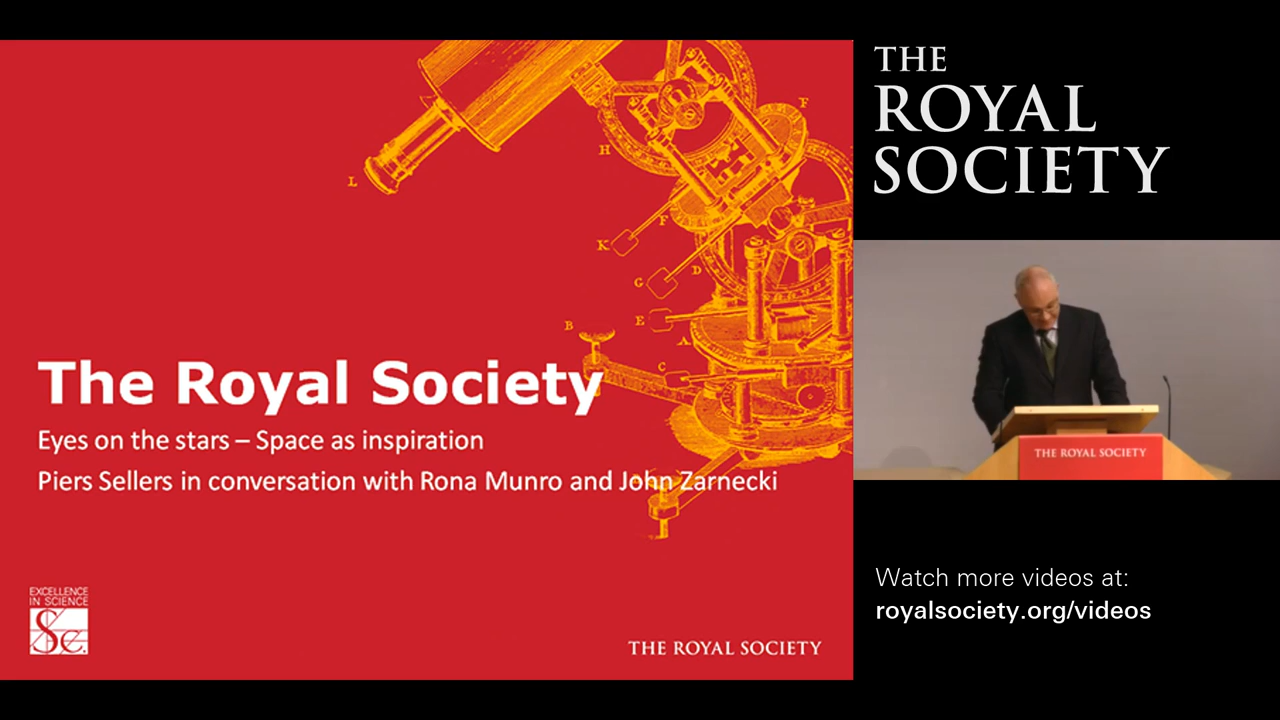 The Royal Society
Eyes on the stars – Space as inspiration
Piers Sellers in conversation with Rona Munro and John Zarnecki
L
H
F
K
F
G
D
E
B
A
C
EXCELLENCE
IN SCIENCE
THE ROYAL SOCIETY
THE
ROYAL
SOCIETY
THE ROYAL SOCIETY
Watch more videos at:
royalsociety.org/videos